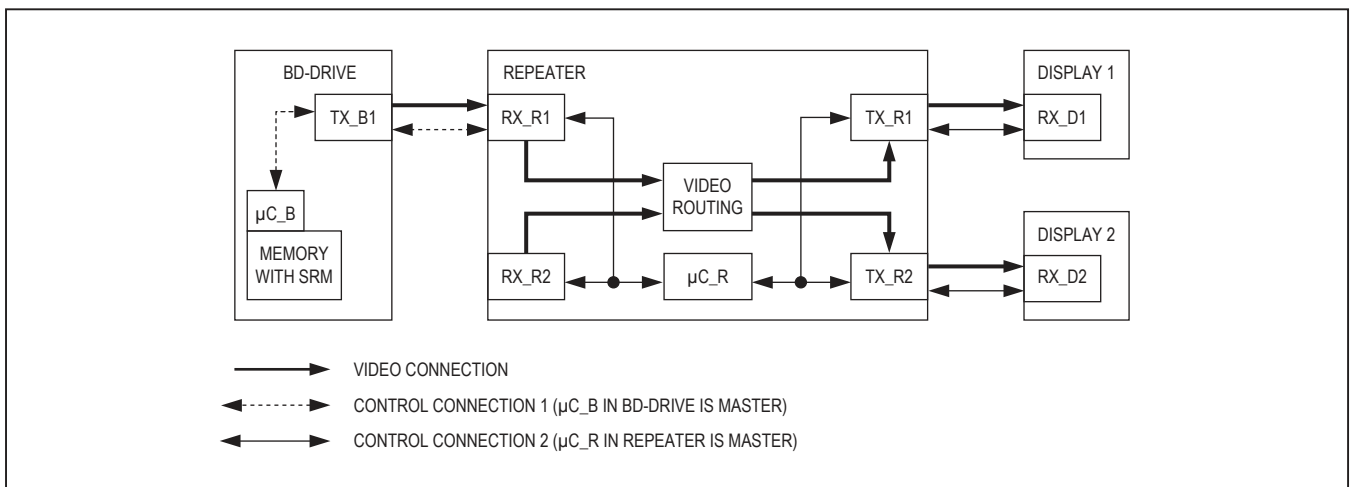 BD-DRIVE
TX_B1
µC_B
MEMORY
WITH SRM
REPEATER
RX_R1
TX_R1
VIDEO
ROUTING
RX_R2
µC_R
TX_R2
DISPLAY 1
RX_D1
DISPLAY 2
RX_D2
VIDEO CONNECTION
CONTROL CONNECTION 1 (µC_B IN BD-DRIVE IS MASTER)
CONTROL CONNECTION 2 (µC_R IN REPEATER IS MASTER)